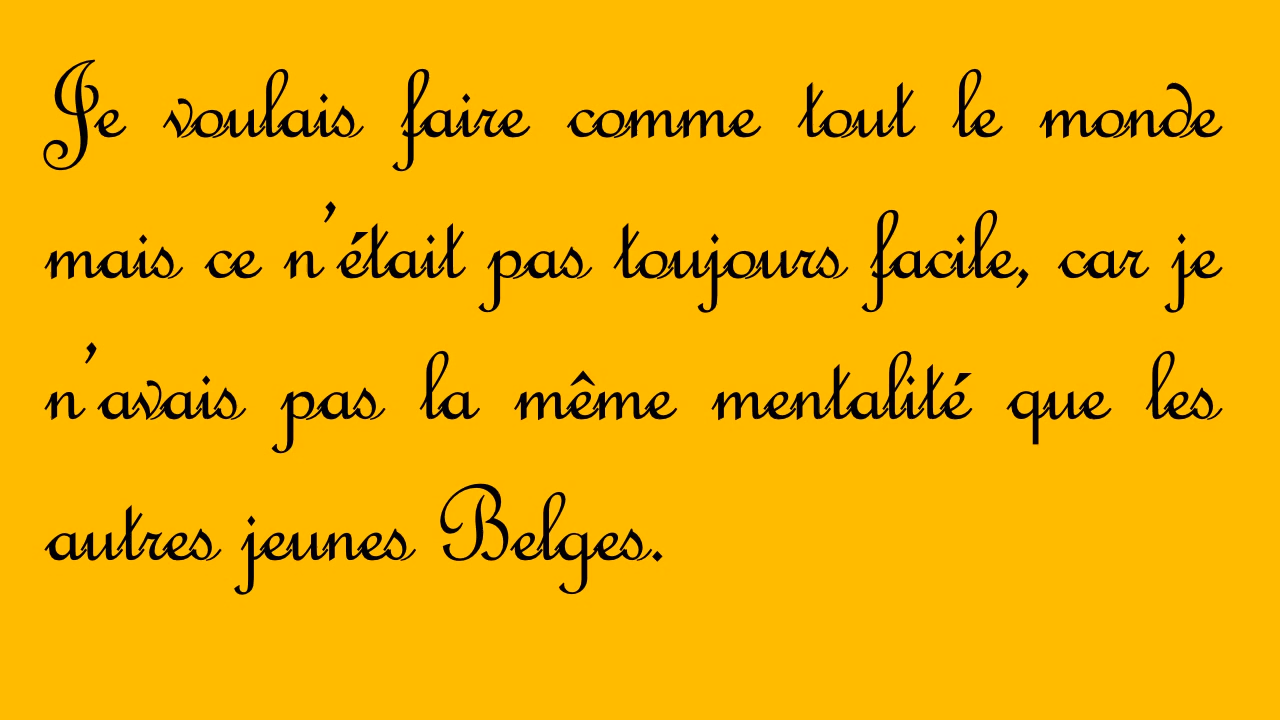 Je voulais faire comme tout le monde
mais ce n’était pas toujours facile, car je
n’avais pas la même mentalité que les
autres jeunes Belges.